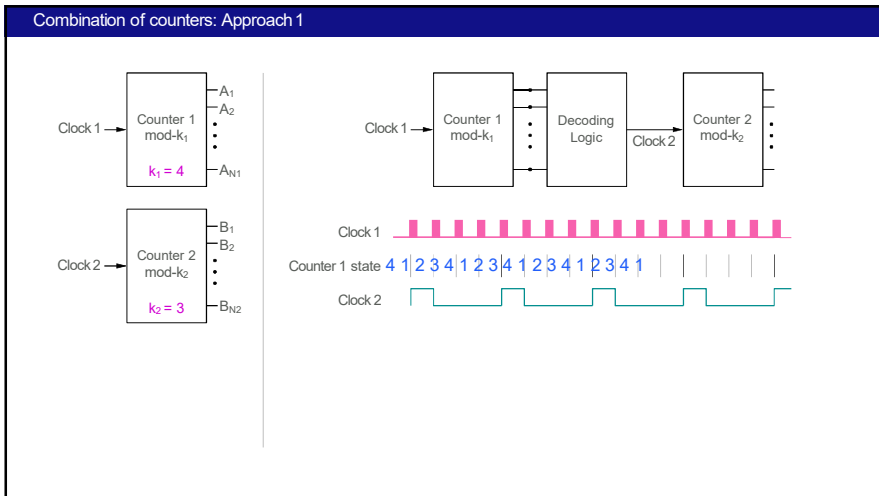 Combination of counters: Approach 1
Clock 1
Counter 1
mod-k1
k1 = 4
A1
A2
AN1
Clock 2
Counter 2
mod-k2
k2 = 3
B1
B2
BN2
Clock 1
Counter 1
mod-k1
Decoding
Logic
Clock 2
Counter 2
mod-k2
Clock 1
Counter 1 state 4 1 2 3 4 1 2 3 4 1 2 3 4 1 2 3 4 1
Clock 2